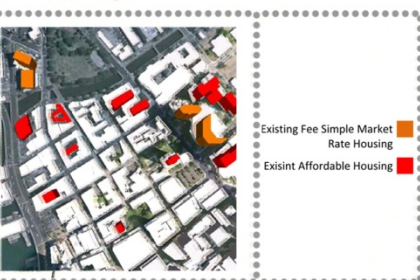 Existing Fee Simple Market
Rate Housing
Exisint Affordable Housing